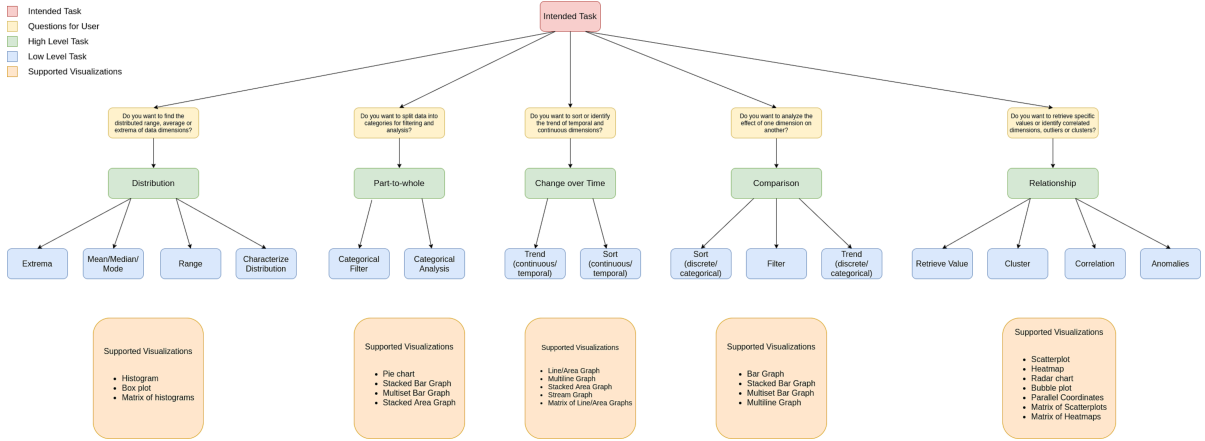 Intended Task
Questions for User
High Level Task
Low Level Task
Supported Visualizations
Intended Task
Do you want to find the
distributed range, average or
extrema of data dimensions?
Do you want to split data into
categories for filtering and
analysis?
Do you want to sort or identify
the trend of temporal and
continuous dimensions?
Do you want to analyze the
effect of one dimension on
another?
Do you want to retrieve specific
values or identify correlated
dimensions, outliers or clusters?
Distribution
Part-to-whole
Change over Time
Comparison
Relationship
Extrema
Mean/Median/
Mode
Range
Characterize
Distribution
Categorical
Filter
Categorical
Analysis
Trend
(continuous/
temporal)
Sort
(continuous/
temporal)
Sort
(discrete/
categorical)
Filter
Trend
(discrete/
categorical)
Retrieve Value
Cluster
Correlation
Anomalies
Supported Visualizations
• Histogram
• Box plot
• Matrix of histograms
Supported Visualizations
• Pie chart
• Stacked Bar Graph
• Multiset Bar Graph
• Stacked Area Graph
Supported Visualizations
• Line/Area Graph
• Multiline Graph
• Stacked Area Graph
• Stream Graph
• Matrix of Line/Area Graphs
Supported Visualizations
• Bar Graph
• Stacked Bar Graph
• Multiset Bar Graph
• Multiline Graph
Supported Visualizations
• Scatterplot
• Heatmap
• Radar chart
• Bubble plot
• Parallel Coordinates
• Matrix of Scatterplots
• Matrix of Heatmaps